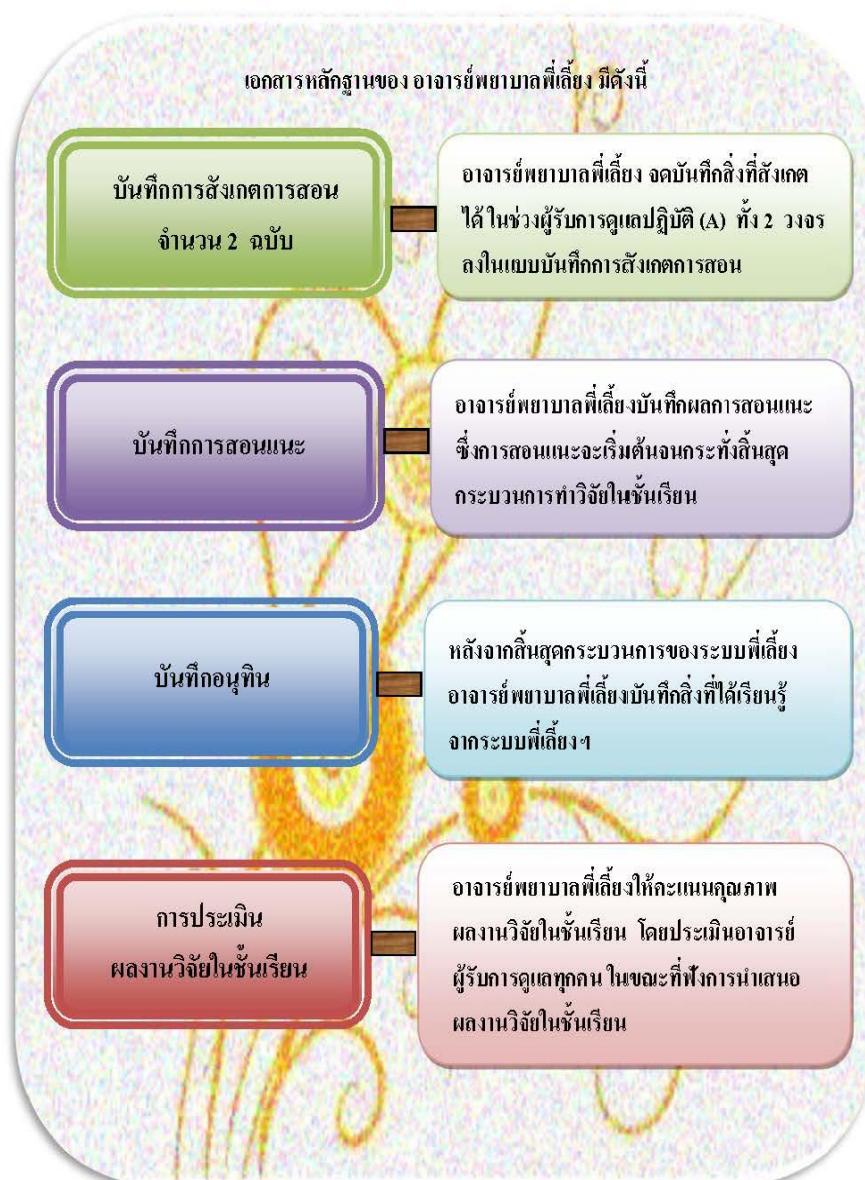 เอกสารหลักฐานของ อาจารย์พยาบาลพี่เลี้ยง มีดังนี้
บันทึกการสังเกตการสอน
จำนวน 2 ฉบับ
อาจารย์พยาบาลพี่เลี้ยง จดบันทึกสิ่งที่สังเกต
ได้ ในช่วงผู้รับการดูแลปฏิบัติ (A) ทั้ง 2 วงจร
ลงในแบบบันทึกการสังเกตการสอน
บันทึกการสอนแนะ
อาจารย์พยาบาลพี่เลี้ยงบันทึกผลการสอนแนะ
ซึ่งการสอนแนะจะเริ่มต้นจนกระทั่งสิ้นสุด
กระบวนการทำวิจัยในชั้นเรียน
บันทึกอนุทิน
หลังจากสิ้นสุดกระบวนการของระบบพี่เลี้ยง
อาจารย์พยาบาลพี่เลี้ยงบันทึกสิ่งที่ได้เรียนรู้
จากระบบพี่เลี้ยงฯ
การประเมิน
ผลงานวิจัยในชั้นเรียน
อาจารย์พยาบาลพี่เลี้ยงให้คะแนนคุณภาพ
ผลงานวิจัยในชั้นเรียน โดยประเมินอาจารย์
ผู้รับการดูแลทุกคน ในขณะที่ฟังการนำเสนอ
ผลงานวิจัยในชั้นเรียน